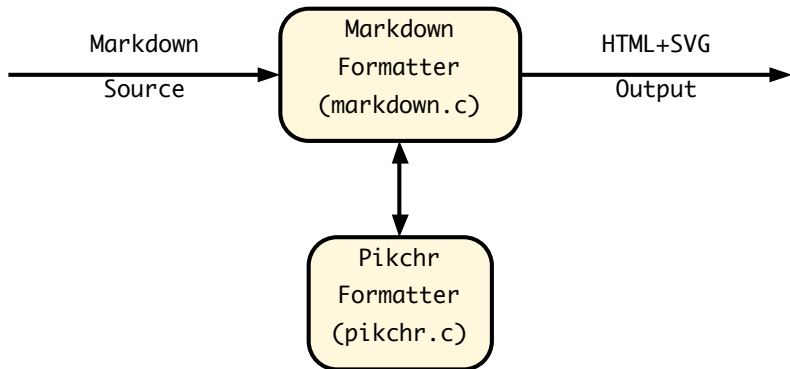 Markdown
Source
Markdown
Formatter
(markdown.c)
HTML+SVG
Output
Pikchr
Formatter
(pikchr.c)